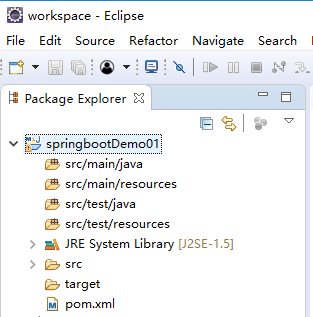 workspace - Eclipse
File Edit Source Refactor Navigate Search
Package Explorer
springbootDemo01
src/main/java
src/main/resources
src/test/java
src/test/resources
JRE System Library [J2SE-1.5]
src
target
pom.xml